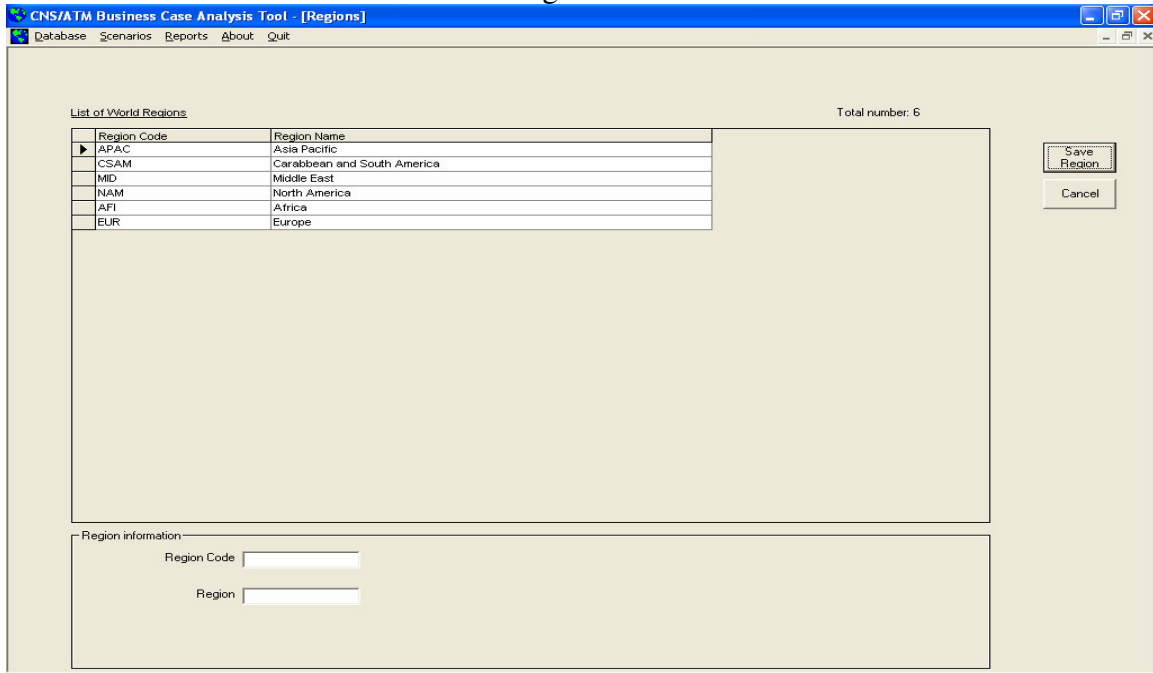 CNS/ATM Business Case Analysis Tool - [Regions]
Database Scenarios Reports About Quit
List of World Regions Total number: 6
Region Code Region Name
APAC Asia Pacific
CSAM Carabbean and South America
MID Middle East
NAM North America
AFI Africa
EUR Europe
Save
Region
Cancel
Region information
Region Code
Region